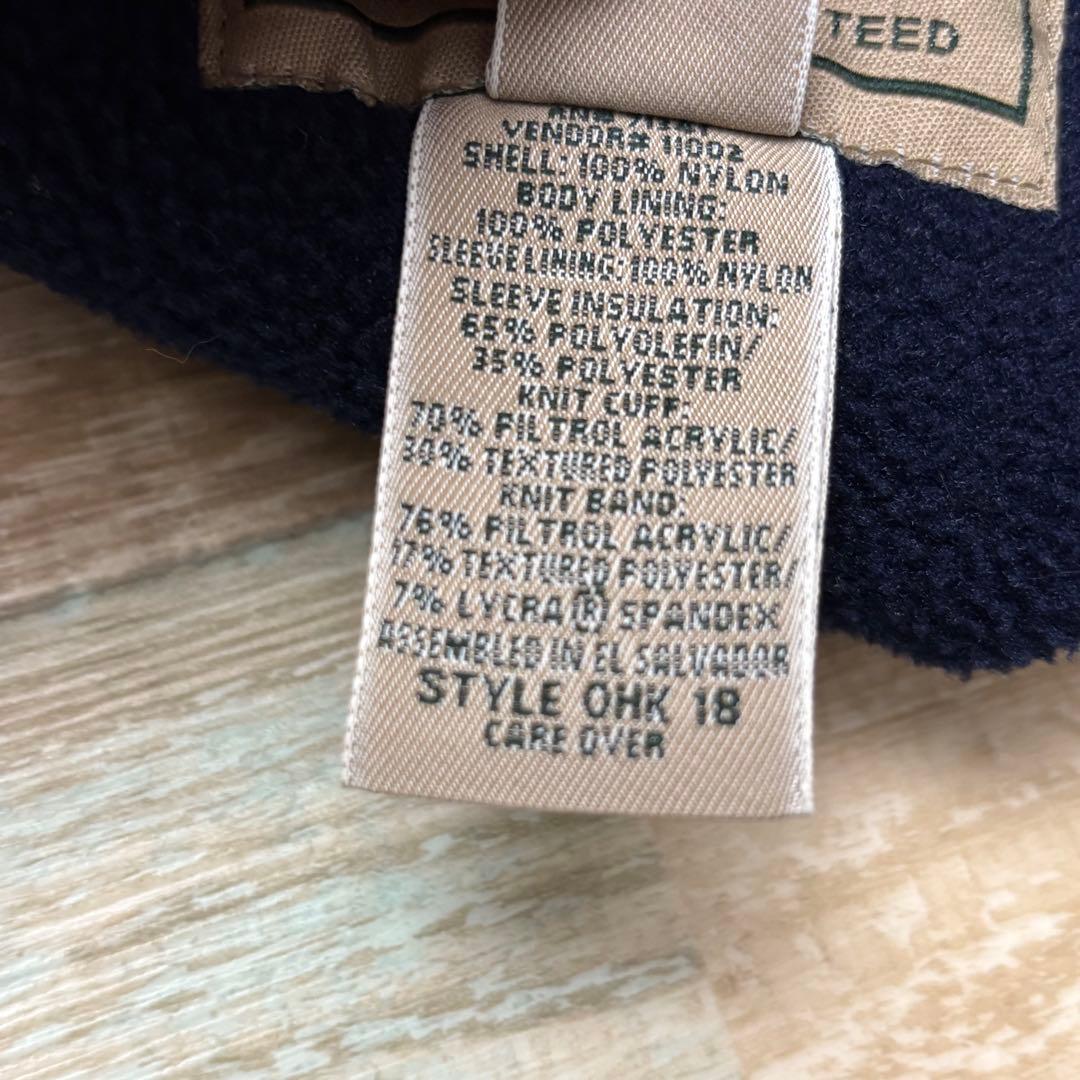 TEED
VENDOR# 11002
SHELL: 100% NYLON
BODY LINING:
100% POLYESTER
SLEEVE LINING: 100% NYLON
SLEEVE INSULATION:
65% POLYOLEFIN/
35% POLYESTER
KNIT CUFF:
70% PILTROL ACRYLIC/
30% TEXTURED POLYESTER
KNIT BAND:
76% PILTROL ACRYLIC/
17% TEXTURED POLYESTER/
7% LYCRA® SPANDEX
ASSEMBLED IN EL SALVADOR
STYLE OHK 18
CARE OVER